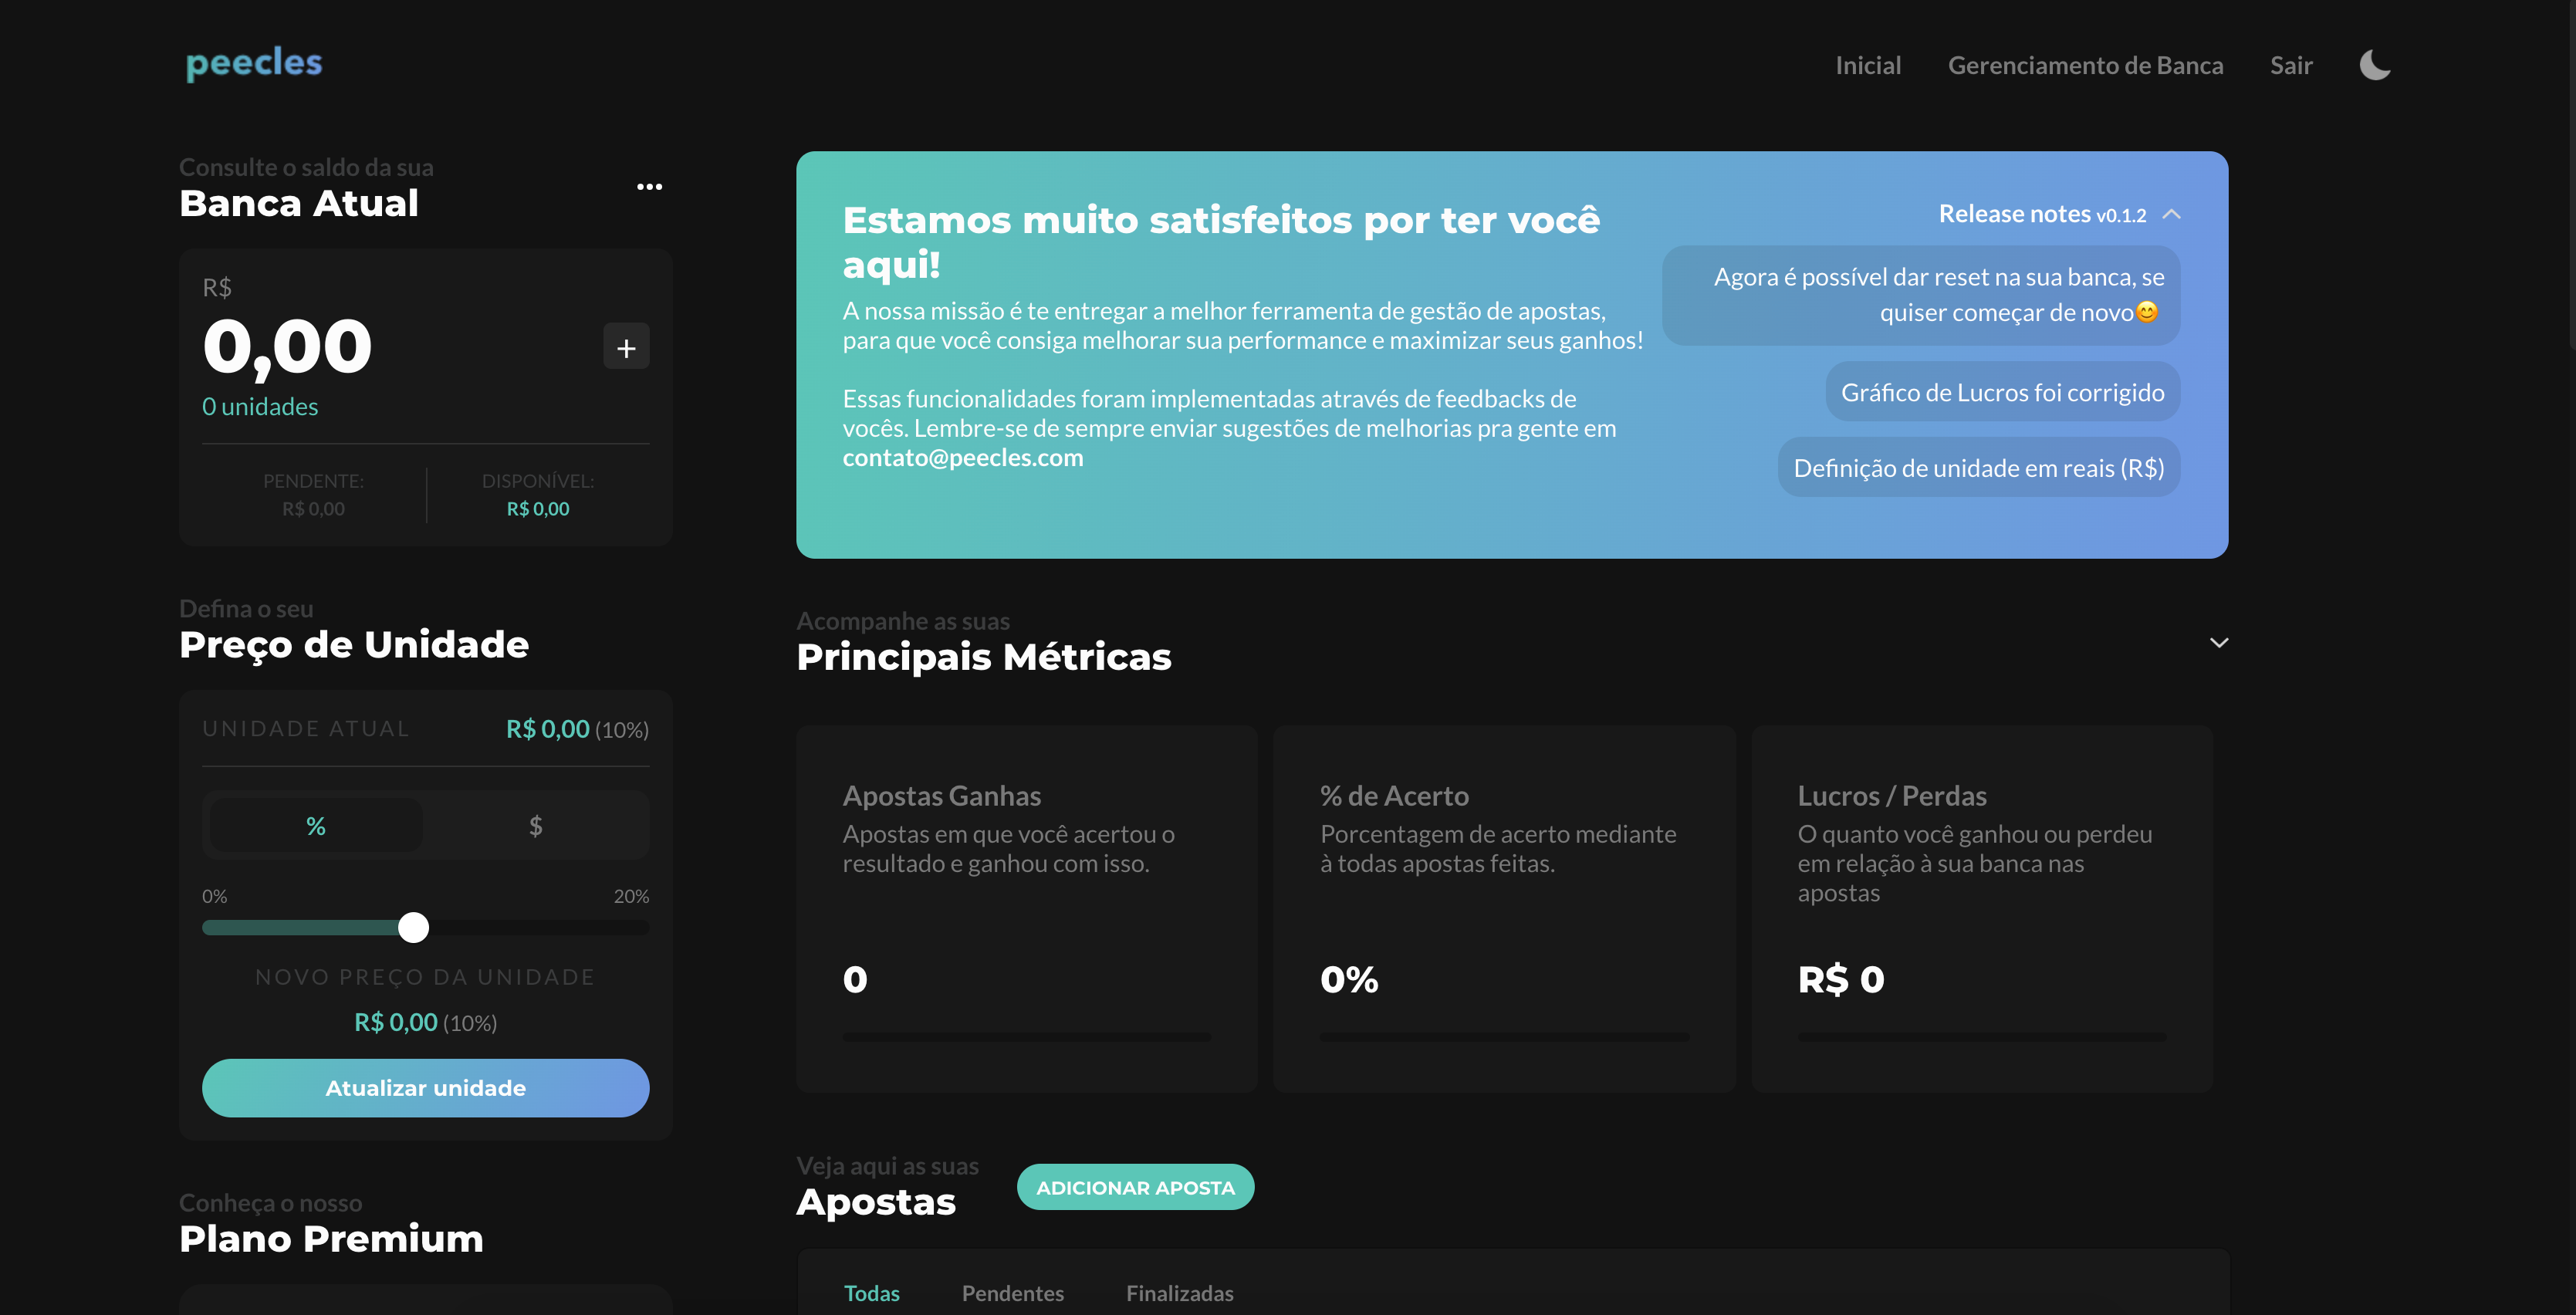 peecles
Inicial
Gerenciamento de Banca
Sair
Consulte o saldo da sua
Banca Atual
R$
0,00
+
0 unidades
PENDENTE:
R$ 0,00
DISPONÍVEL:
R$ 0,00
Defina o seu
Preço de Unidade
UNIDADE ATUAL
R$ 0,00 (10%)
%
$
0%
20%
NOVO PREÇO DA UNIDADE
R$ 0,00 (10%)
Atualizar unidade
Conheça o nosso
Plano Premium
Estamos muito satisfeitos por ter você
aqui!
A nossa missão é te entregar a melhor ferramenta de gestão de apostas,
para que você consiga melhorar sua performance e maximizar seus ganhos!
Essas funcionalidades foram implementadas através de feedbacks de
vocês. Lembre-se de sempre enviar sugestões de melhorias pra gente em
contato@peecles.com
Release notes v0.1.2
Agora é possível dar reset na sua banca, se
quiser começar de novo😊
Gráfico de Lucros foi corrigido
Definição de unidade em reais (R$)
Acompanhe as suas
Principais Métricas
Apostas Ganhas
Apostas em que você acertou o
resultado e ganhou com isso.
0
% de Acerto
Porcentagem de acerto mediante
à todas apostas feitas.
0%
Lucros / Perdas
O quanto você ganhou ou perdeu
em relação à sua banca nas
apostas
R$ 0
Veja aqui as suas
Apostas
ADICIONAR APOSTA
Todas
Pendentes
Finalizadas